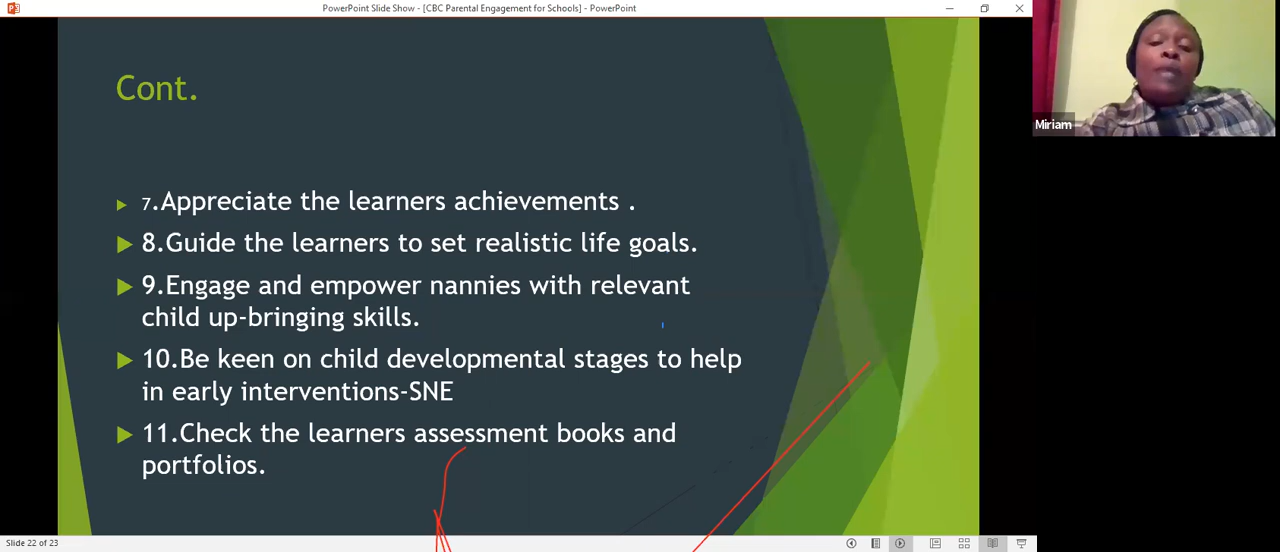 PowerPoint Slide Show - [CBC Parental Engagement for Schools] - PowerPoint
Miriam
Cont.
7.Appreciate the learners achievements .
8.Guide the learners to set realistic life goals.
9.Engage and empower nannies with relevant
child up-bringing skills.
10.Be keen on child developmental stages to help
in early interventions-SNE
11.Check the learners assessment books and
portfolios.
Slide 22 of 23